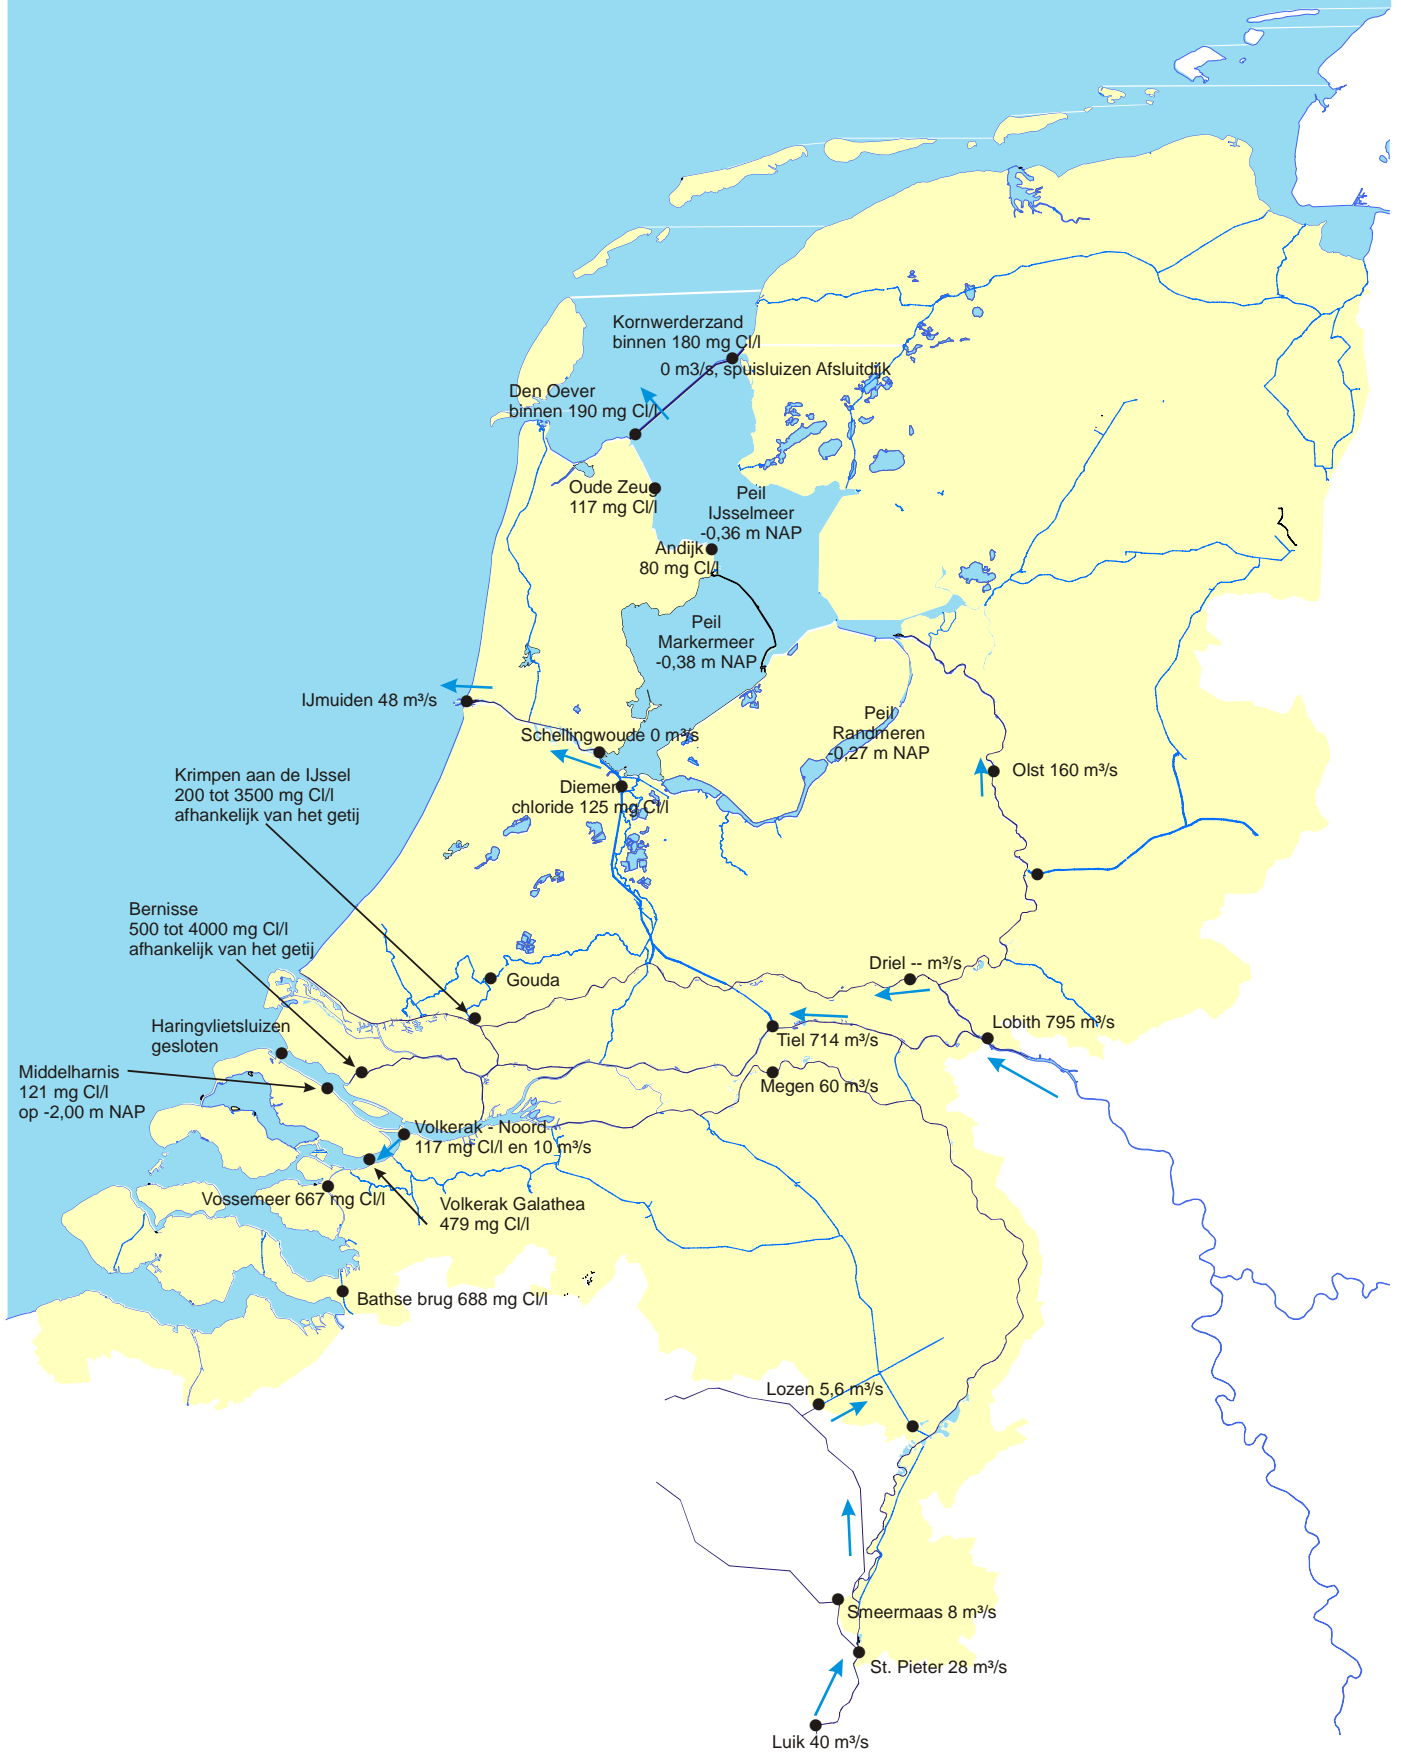 Kornwerderzand
binnen 180 mg Cl/l
0 m3/s, spuisluizen Afsluitdijk
Den Oever
binnen 190 mg Cl/l
Oude Zeug
117 mg Cl/l
Peil
IJsselmeer
-0,36 m NAP
Andijk
80 mg Cl/l
Peil
Markermeer
-0,38 m NAP
IJmuiden 48 m³/s
Schellingwoude 0 m³/s
Peil
Randmeren
-0,27 m NAP
Olst 160 m³/s
Krimpen aan de IJssel
200 tot 3500 mg Cl/l
afhankelijk van het getij
Diemen
chloride 125 mg Cl/l
Bernisse
500 tot 4000 mg Cl/l
afhankelijk van het getij
Gouda
Driel -- m³/s
Haringvlietsluizen
gesloten
Lobith 795 m³/s
Tiel 714 m³/s
Middelharnis
121 mg Cl/l
op -2,00 m NAP
Megen 60 m³/s
Volkerak - Noord
117 mg Cl/l en 10 m³/s
Vossemeer 667 mg Cl/l
Volkerak Galathea
479 mg Cl/l
Bathse brug 688 mg Cl/l
Lozen 5,6 m³/s
Smeermaas 8 m³/s
St. Pieter 28 m³/s
Luik 40 m³/s